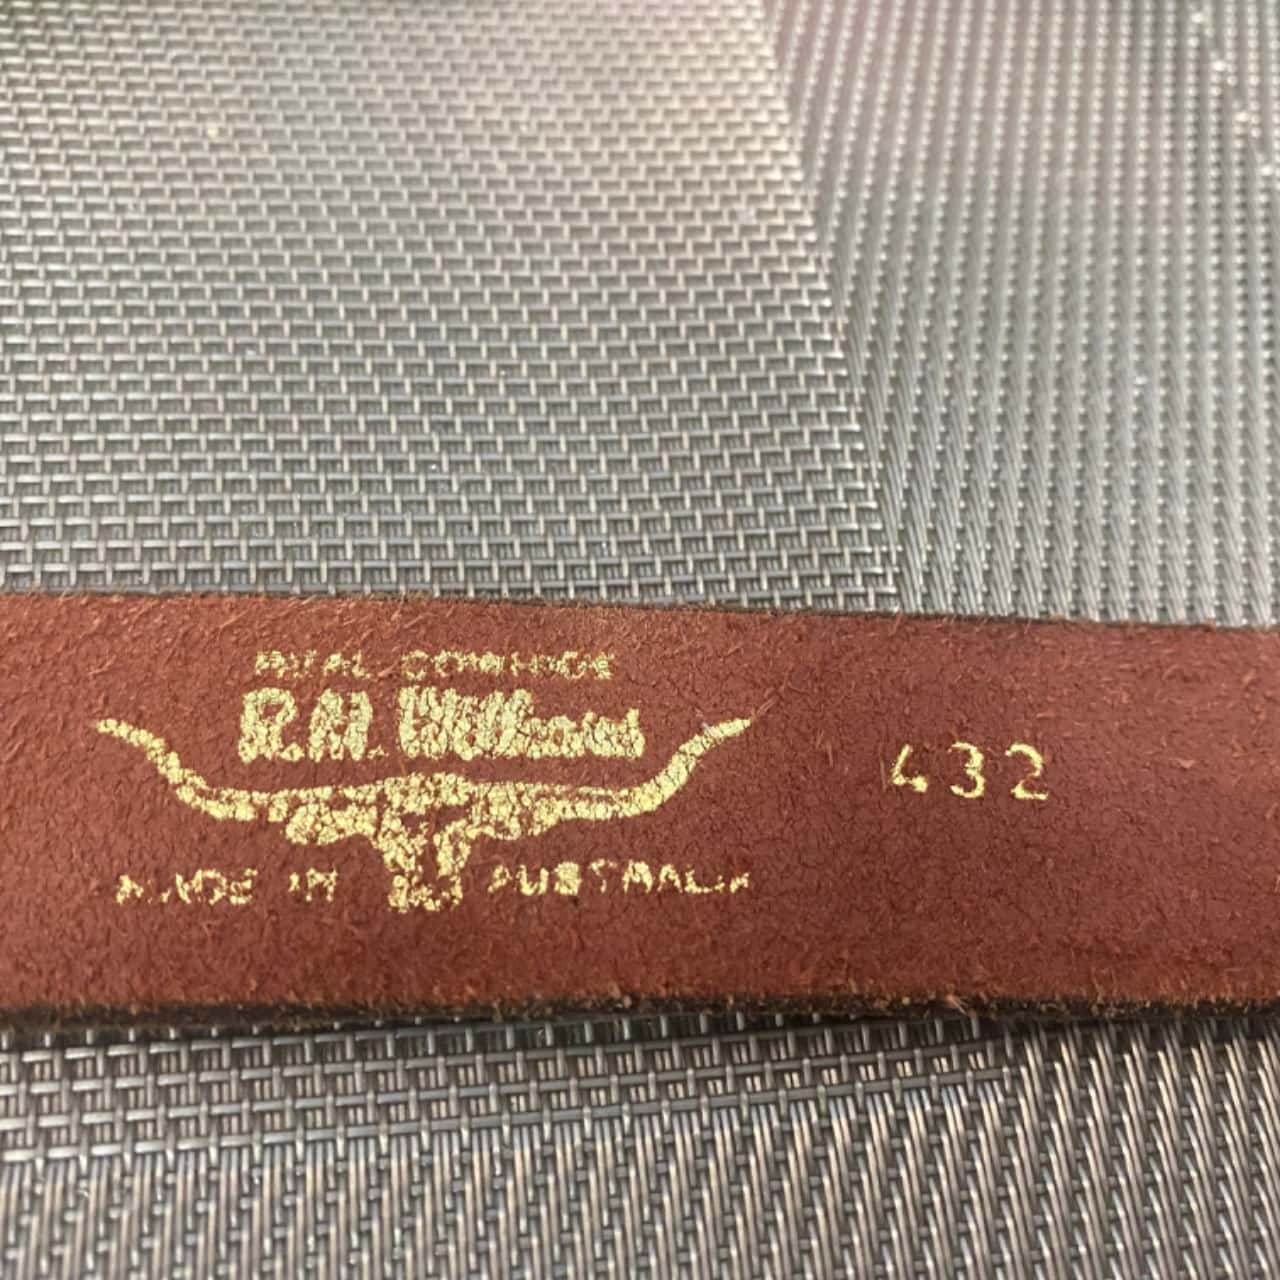 REAL COWHIDE
R.M. Williams
MADE IN AUSTRALIA
432